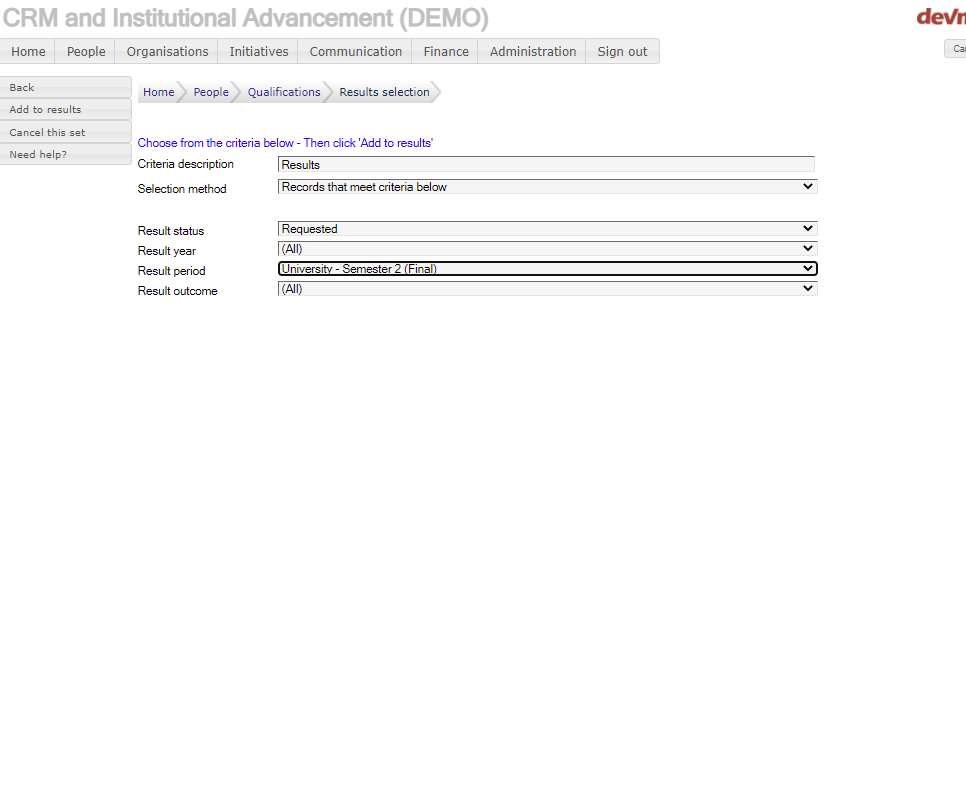 CRM and Institutional Advancement (DEMO)
Home People Organisations Initiatives Communication Finance Administration Sign out
Back
Add to results
Cancel this set
Need help?
Home People Qualifications Results selection
Choose from the criteria below - Then click 'Add to results'
Criteria description Results
Selection method Records that meet criteria below
Result status Requested
Result year (All)
Result period University - Semester 2 (Final)
Result outcome (All)